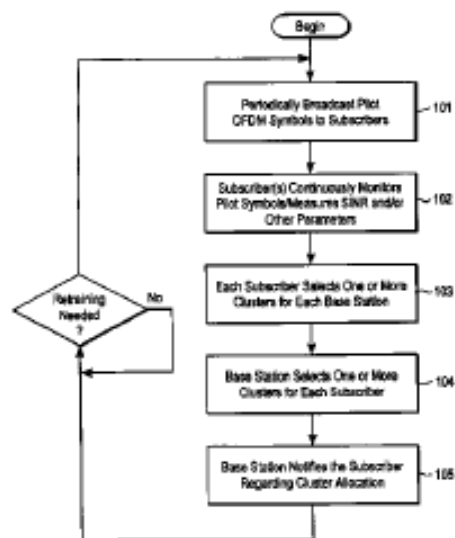 Begin
Periodically Broadcast Pilot
OFDM Symbols to Subscribers
101
Subscriber(s) Continuously Monitors
Pilot Symbols/Measures SINR and/or
Other Parameters
102
Each Subscriber Selects One or More
Clusters for Each Base Station
103
Retraining
Needed
?
No
Base Station Selects One or More
Clusters for Each Subscriber
104
Base Station Notifies the Subscriber
Regarding Cluster Allocation
105